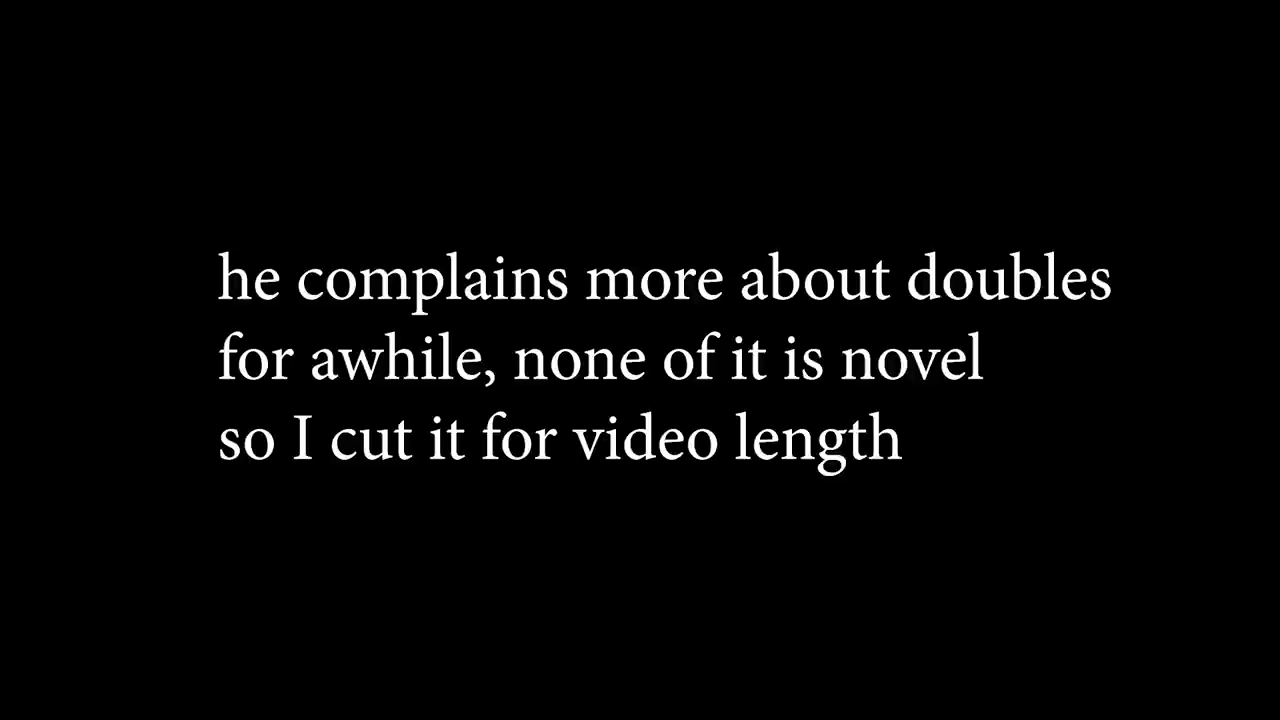 he complains more about doubles
for awhile, none of it is novel
so I cut it for video length